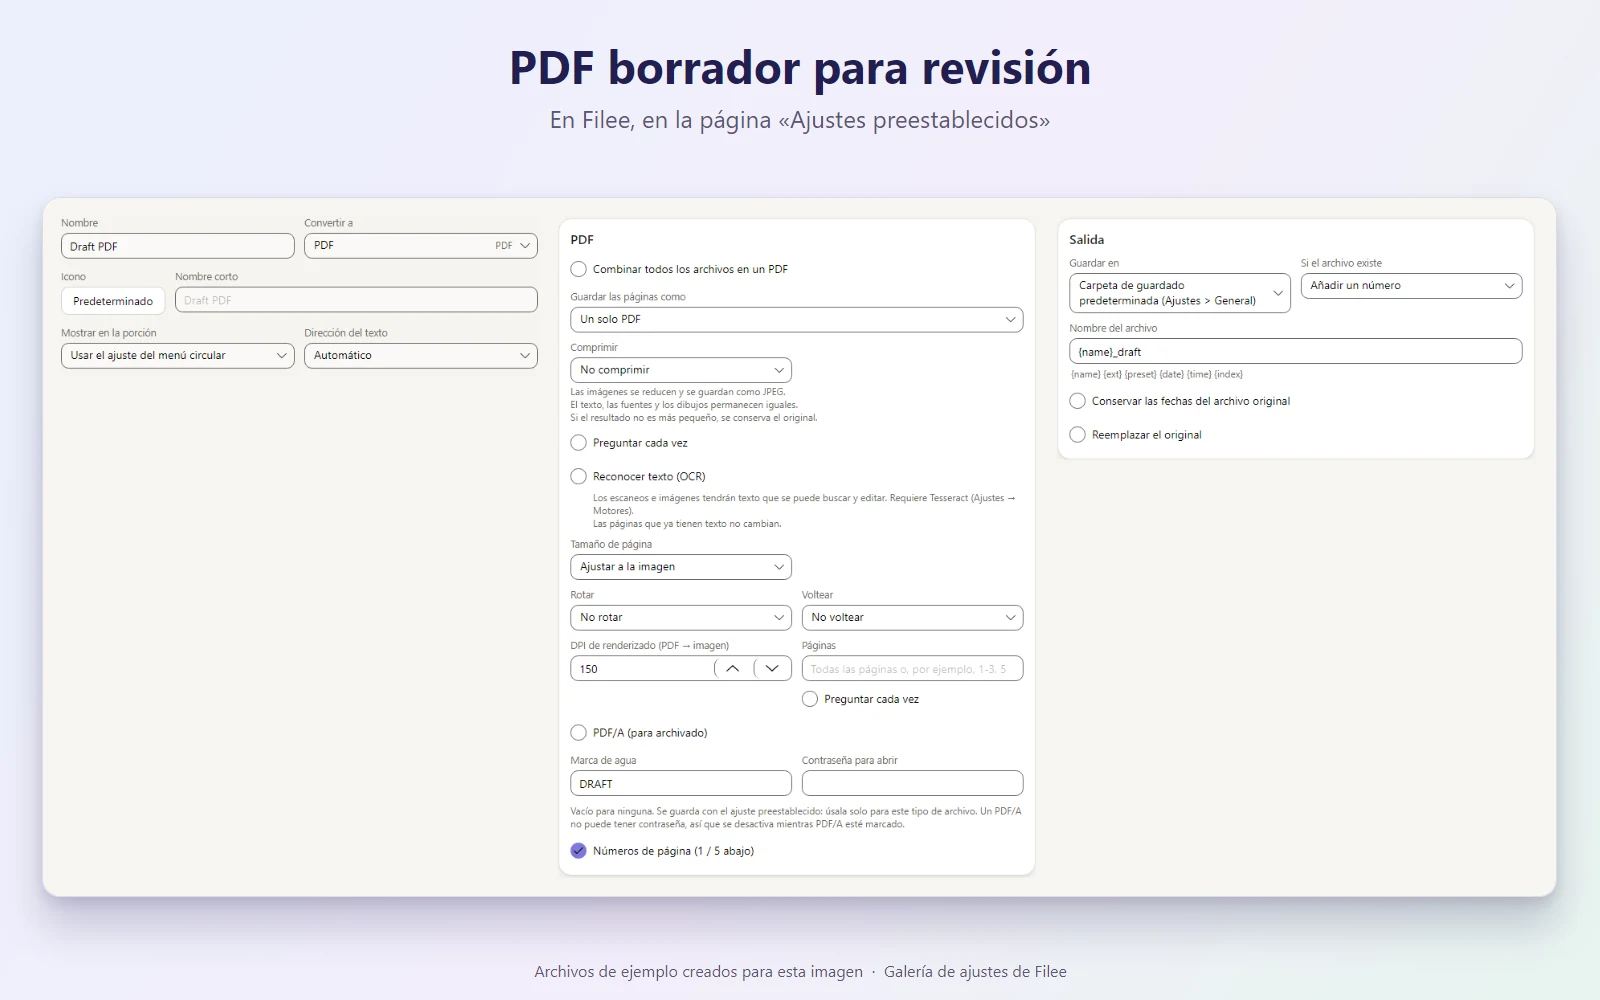 PDF borrador para revisión
En Filee, en la página «Ajustes preestablecidos»
Nombre
Draft PDF
Convertir a
PDF PDF
Icono
Predeterminado
Nombre corto
Draft PDF
Mostrar en la porción
Usar el ajuste del menú circular
Dirección del texto
Automático
PDF
Combinar todos los archivos en un PDF
Guardar las páginas como
Un solo PDF
Comprimir
No comprimir
Las imágenes se reducen y se guardan como JPEG.
El texto, las fuentes y los dibujos permanecen iguales.
Si el resultado no es más pequeño, se conserva el original.
Preguntar cada vez
Reconocer texto (OCR)
Los escaneos e imágenes tendrán texto que se puede buscar y editar. Requiere Tesseract (Ajustes →
Motores).
Las páginas que ya tienen texto no cambian.
Tamaño de página
Ajustar a la imagen
Rotar
No rotar
Voltear
No voltear
DPI de renderizado (PDF → imagen)
150
Páginas
Todas las páginas o, por ejemplo, 1-3, 5
Preguntar cada vez
PDF/A (para archivado)
Marca de agua
DRAFT
Contraseña para abrir
Vacío para ninguna. Se guarda con el ajuste preestablecido: úsala solo para este tipo de archivo. Un PDF/A
no puede tener contraseña, así que se desactiva mientras PDF/A esté marcado.
Números de página (1 / 5 abajo)
Salida
Guardar en
Carpeta de guardado
predeterminada (Ajustes > General)
Si el archivo existe
Añadir un número
Nombre del archivo
{name}_draft
{name} {ext} {preset} {date} {time} {index}
Conservar las fechas del archivo original
Reemplazar el original
Archivos de ejemplo creados para esta imagen · Galería de ajustes de Filee